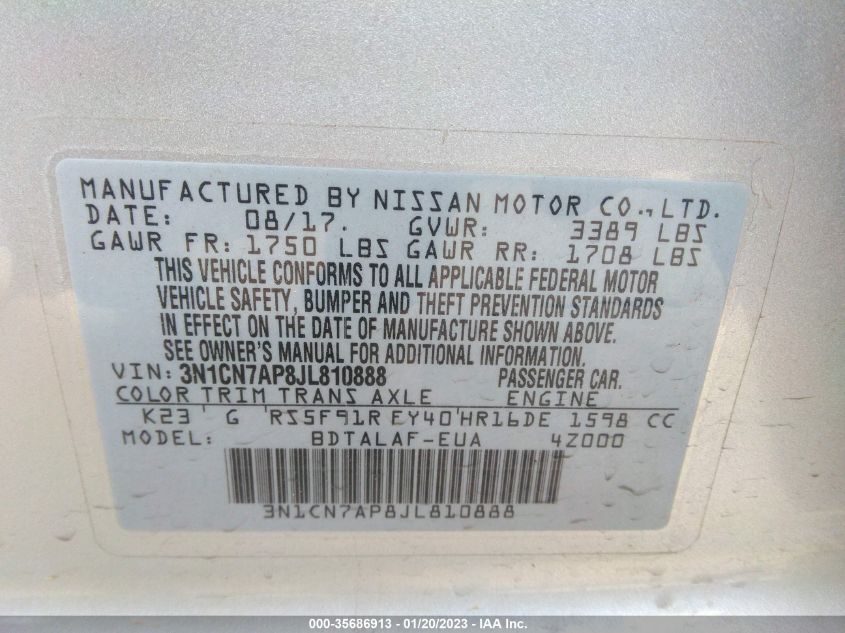 MANUFACTURED BY NISSAN MOTOR CO., LTD.
DATE: 08/17. GVWR: 3389 LBS
GAWR FR: 1750 LBS GAWR RR: 1708 LBS
THIS VEHICLE CONFORMS TO ALL APPLICABLE FEDERAL MOTOR
VEHICLE SAFETY, BUMPER AND THEFT PREVENTION STANDARDS
IN EFFECT ON THE DATE OF MANUFACTURE SHOWN ABOVE.
SEE OWNER'S MANUAL FOR ADDITIONAL INFORMATION.
VIN: 3N1CN7AP8JL810888 PASSENGER CAR.
COLOR TRIM TRANS AXLE ENGINE
K23 G RS5F91R EY40 HR16DE 1598 CC
MODEL: BDTALAF-EUA 4Z000
3N1CN7AP8JL810888
000-35686913 - 01/20/2023 - IAA Inc.